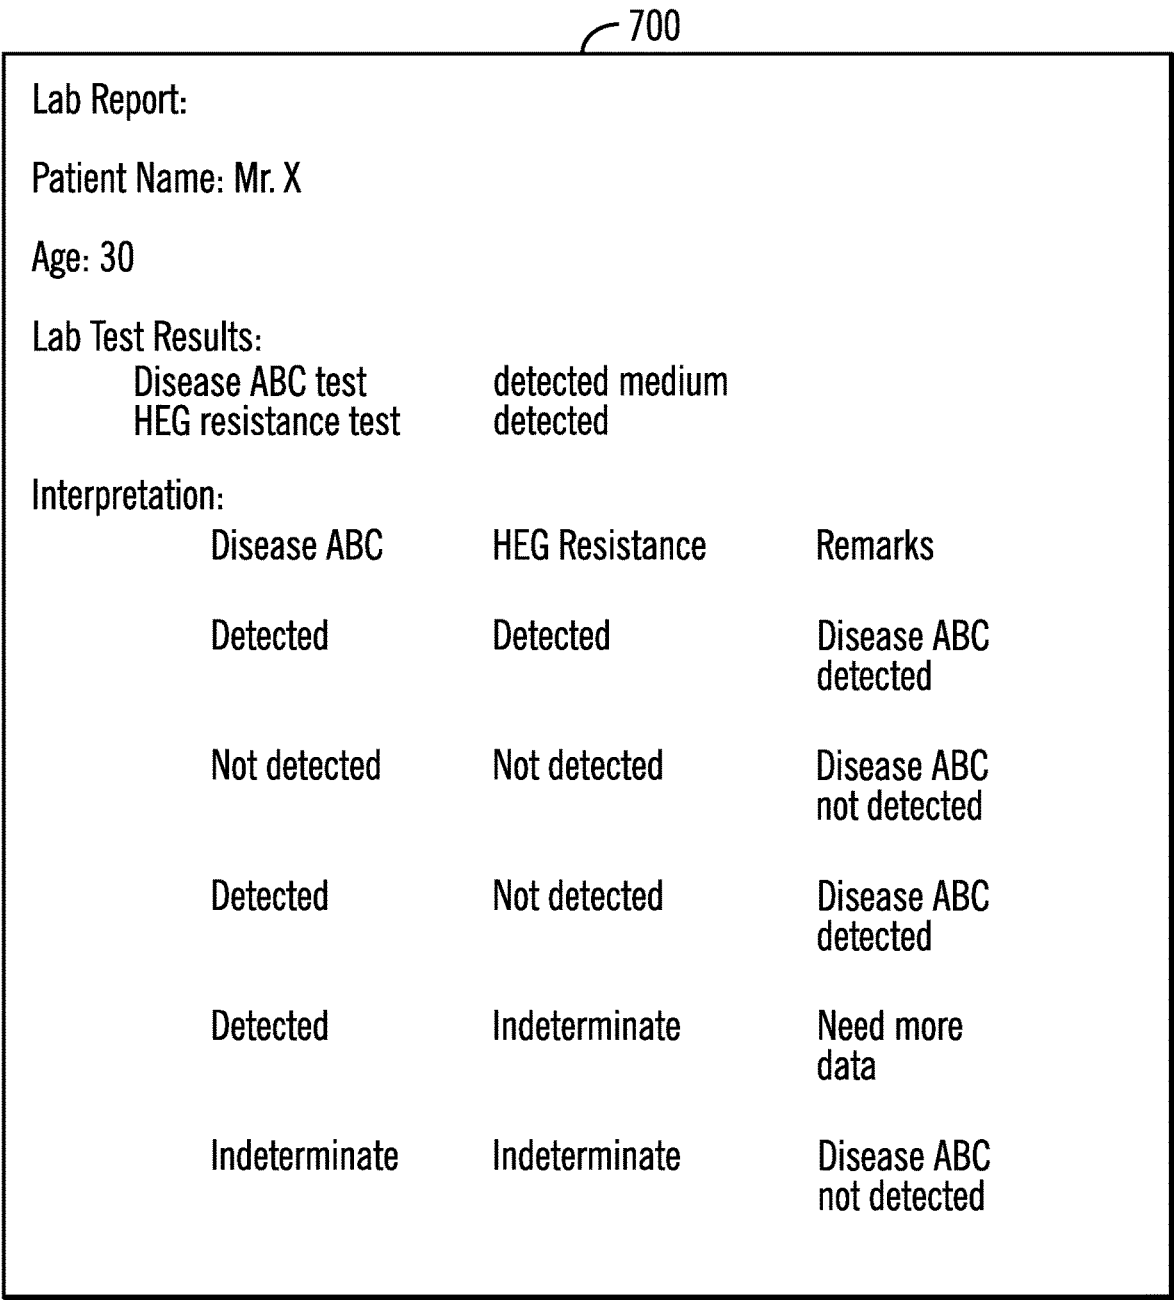 700
Lab Report:
Patient Name: Mr. X
Age: 30
Lab Test Results:
Disease ABC test detected medium
HEG resistance test detected
Interpretation:
Disease ABC HEG Resistance Remarks
Detected Detected Disease ABC
detected
Not detected Not detected Disease ABC
not detected
Detected Not detected Disease ABC
detected
Detected Indeterminate Need more
data
Indeterminate Indeterminate Disease ABC
not detected